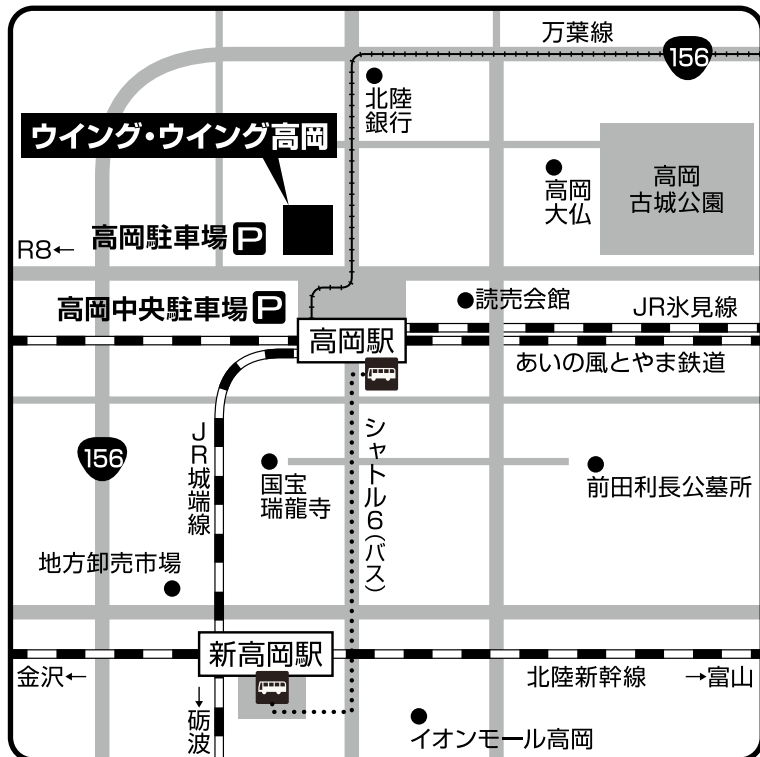 万葉線
156
北陸
銀行
ウイング・ウイング高岡
高岡
大仏
高岡
古城公園
高岡駐車場 P
R8←
高岡中央駐車場 P
読売会館
JR氷見線
高岡駅
あいの風とやま鉄道
156
JR城端線
シャトル6(バス)
国宝
瑞龍寺
前田利長公墓所
地方卸売市場
新高岡駅
金沢←
北陸新幹線
→富山
←砺波
イオンモール高岡